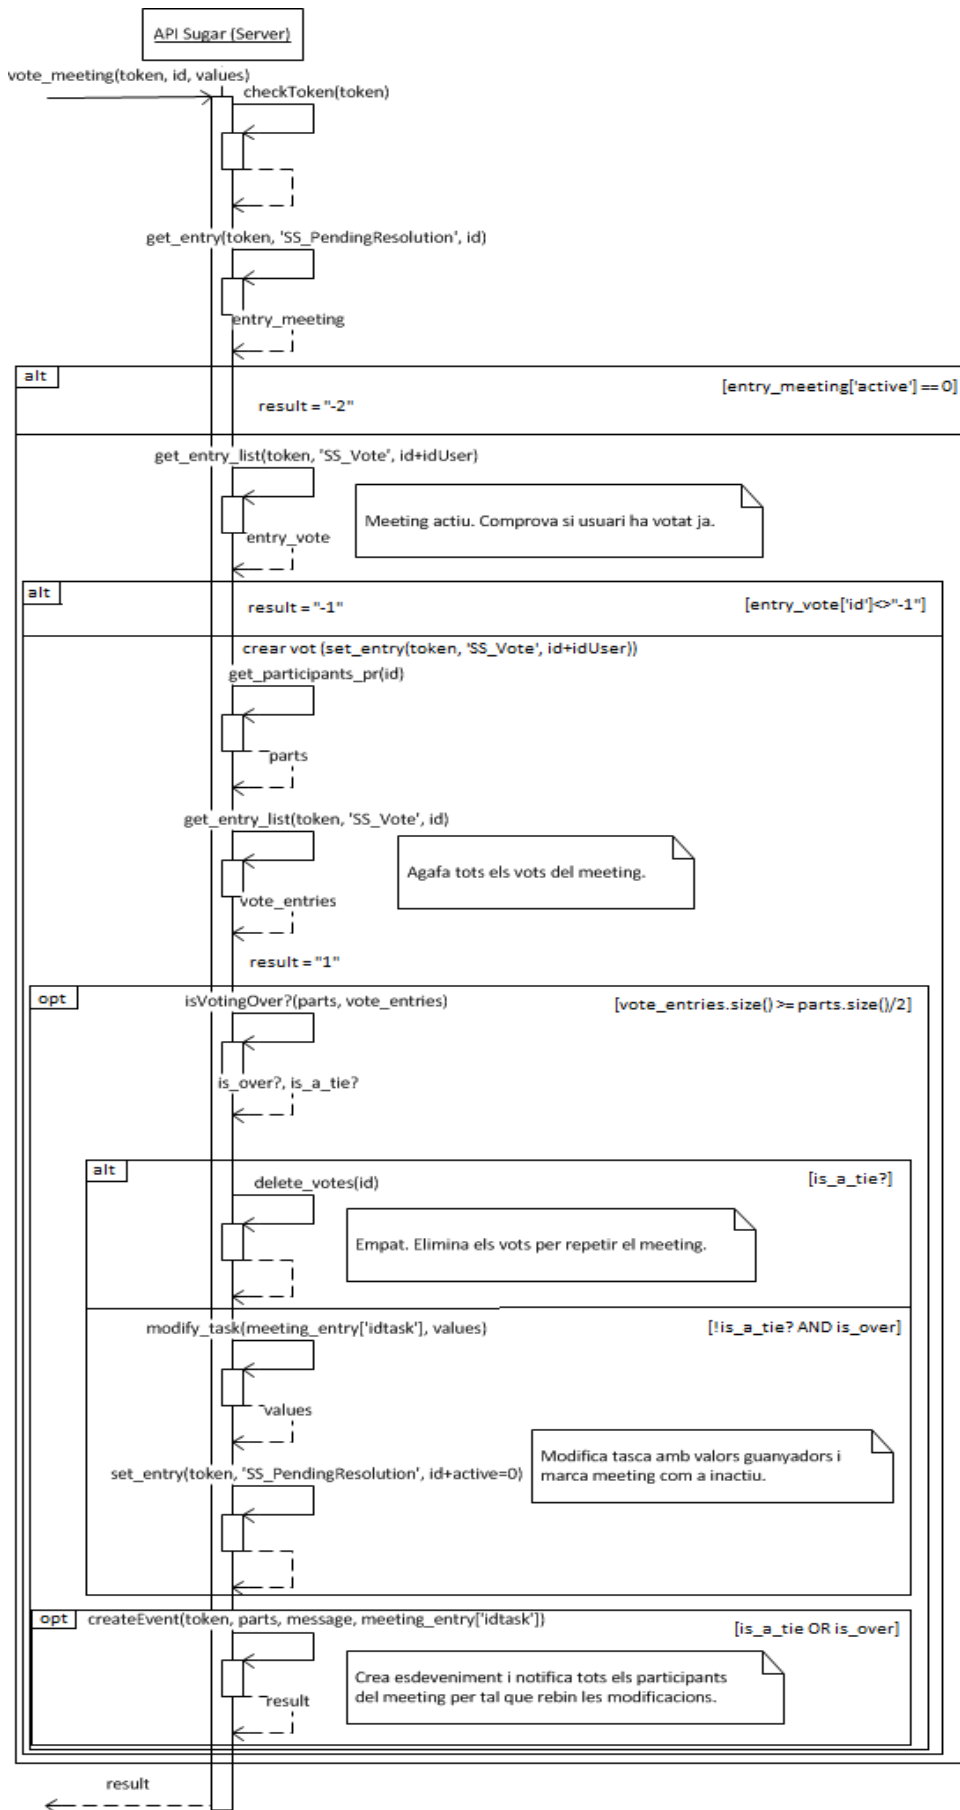 API Sugar (Server)
vote_meeting(token, id, values)
checkToken(token)
get_entry(token, 'SS_PendingResolution', id)
entry_meeting
alt
[entry_meeting['active'] == 0]
result = "-2"
get_entry_list(token, 'SS_Vote', id+idUser)
Meeting actiu. Comprova si usuari ha votat ja.
entry_vote
alt
result = "-1"
[entry_vote['id']<>"-1"]
crear vot (set_entry(token, 'SS_Vote', id+idUser))
get_participants_pr(id)
parts
get_entry_list(token, 'SS_Vote', id)
Agafa tots els vots del meeting.
vote_entries
result = "1"
opt
isVotingOver?(parts, vote_entries)
[vote_entries.size() >= parts.size()/2]
is_over?, is_a_tie?
alt
delete_votes(id)
[is_a_tie?]
Empat. Elimina els vots per repetir el meeting.
modify_task(meeting_entry['idtask'], values)
[!is_a_tie? AND is_over]
values
Modifica tasca amb valors guanyadors i
marca meeting com a inactiu.
set_entry(token, 'SS_PendingResolution', id+active=0)
opt
createEvent(token, parts, message, meeting_entry['idtask'])
[is_a_tie OR is_over]
Crea esdeveniment i notifica tots els participants
del meeting per tal que rebin les modificacions.
result
result